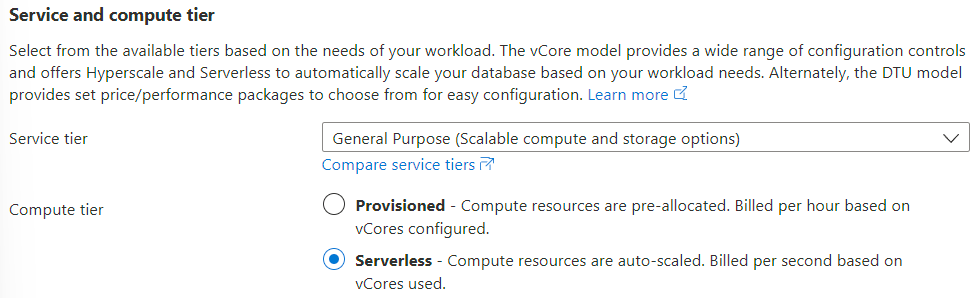 Service and compute tier
Select from the available tiers based on the needs of your workload. The vCore model provides a wide range of configuration controls
and offers Hyperscale and Serverless to automatically scale your database based on your workload needs. Alternately, the DTU model
provides set price/performance packages to choose from for easy configuration. Learn more
Service tier
General Purpose (Scalable compute and storage options)
Compare service tiers
Compute tier
Provisioned - Compute resources are pre-allocated. Billed per hour based on
vCores configured.
Serverless - Compute resources are auto-scaled. Billed per second based on
vCores used.